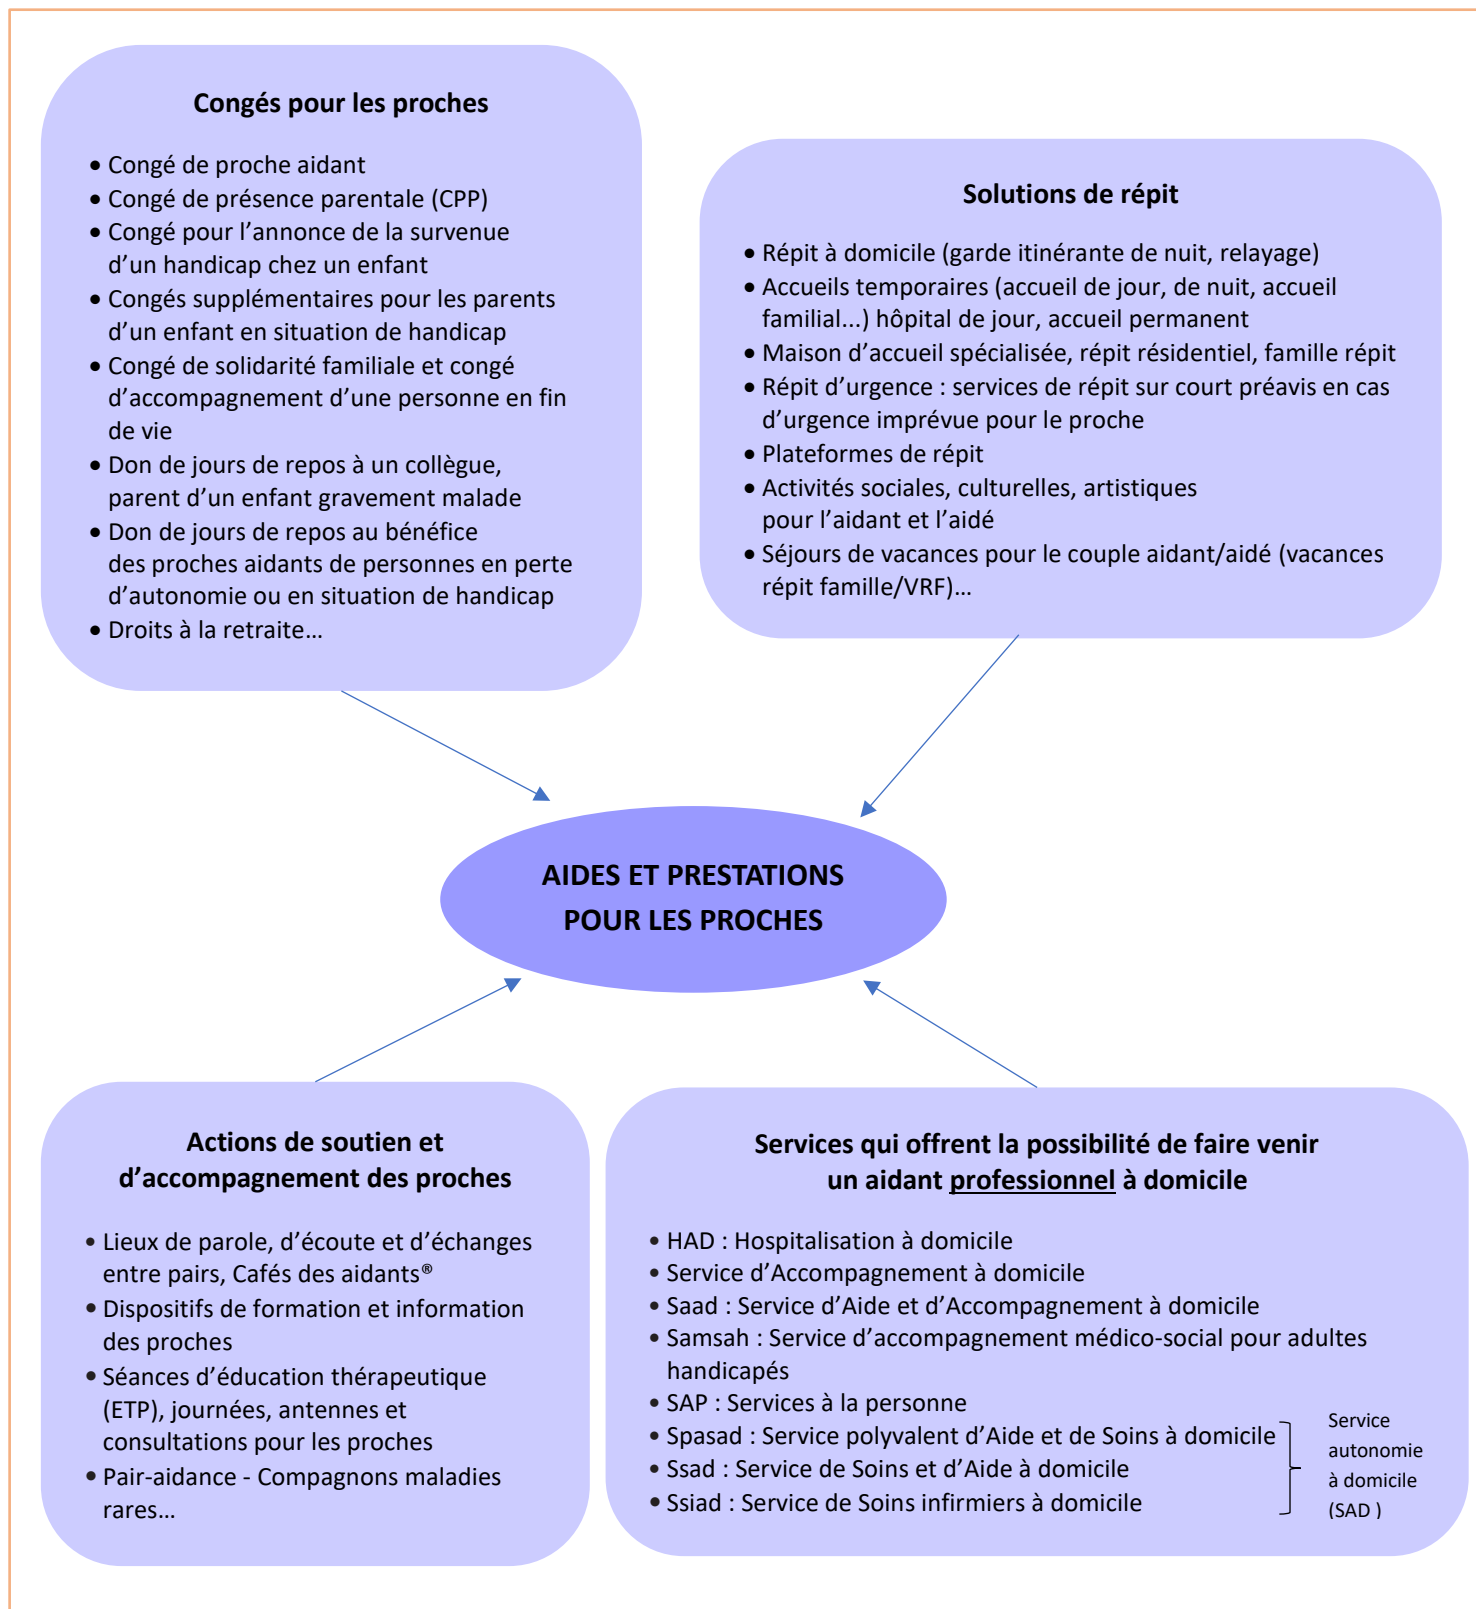 Congés pour les proches
• Congé de proche aidant
• Congé de présence parentale (CPP)
• Congé pour l’annonce de la survenue
d’un handicap chez un enfant
• Congés supplémentaires pour les parents
d’un enfant en situation de handicap
• Congé de solidarité familiale et congé
d’accompagnement d’une personne en fin
de vie
• Don de jours de repos à un collègue,
parent d’un enfant gravement malade
• Don de jours de repos au bénéfice
des proches aidants de personnes en perte
d’autonomie ou en situation de handicap
• Droits à la retraite…
Solutions de répit
• Répit à domicile (garde itinérante de nuit, relayage)
• Accueils temporaires (accueil de jour, de nuit, accueil
familial...) hôpital de jour, accueil permanent
• Maison d’accueil spécialisée, répit résidentiel, famille répit
• Répit d’urgence : services de répit sur court préavis en cas
d’urgence imprévue pour le proche
• Plateformes de répit
• Activités sociales, culturelles, artistiques
pour l’aidant et l’aidé
• Séjours de vacances pour le couple aidant/aidé (vacances
répit famille/VRF)…
AIDES ET PRESTATIONS
POUR LES PROCHES
Actions de soutien et
d’accompagnement des proches
• Lieux de parole, d’écoute et d’échanges
entre pairs, Cafés des aidants®
• Dispositifs de formation et information
des proches
• Séances d’éducation thérapeutique
(ETP), journées, antennes et
consultations pour les proches
• Pair-aidance - Compagnons maladies
rares…
Services qui offrent la possibilité de faire venir
un aidant professionnel à domicile
• HAD : Hospitalisation à domicile
• Service d’Accompagnement à domicile
• Saad : Service d’Aide et d’Accompagnement à domicile
• Samsah : Service d’accompagnement médico-social pour adultes
handicapés
• SAP : Services à la personne
• Spasad : Service polyvalent d’Aide et de Soins à domicile
• Ssad : Service de Soins et d’Aide à domicile
• Ssiad : Service de Soins infirmiers à domicile
Service
autonomie
à domicile
(SAD )